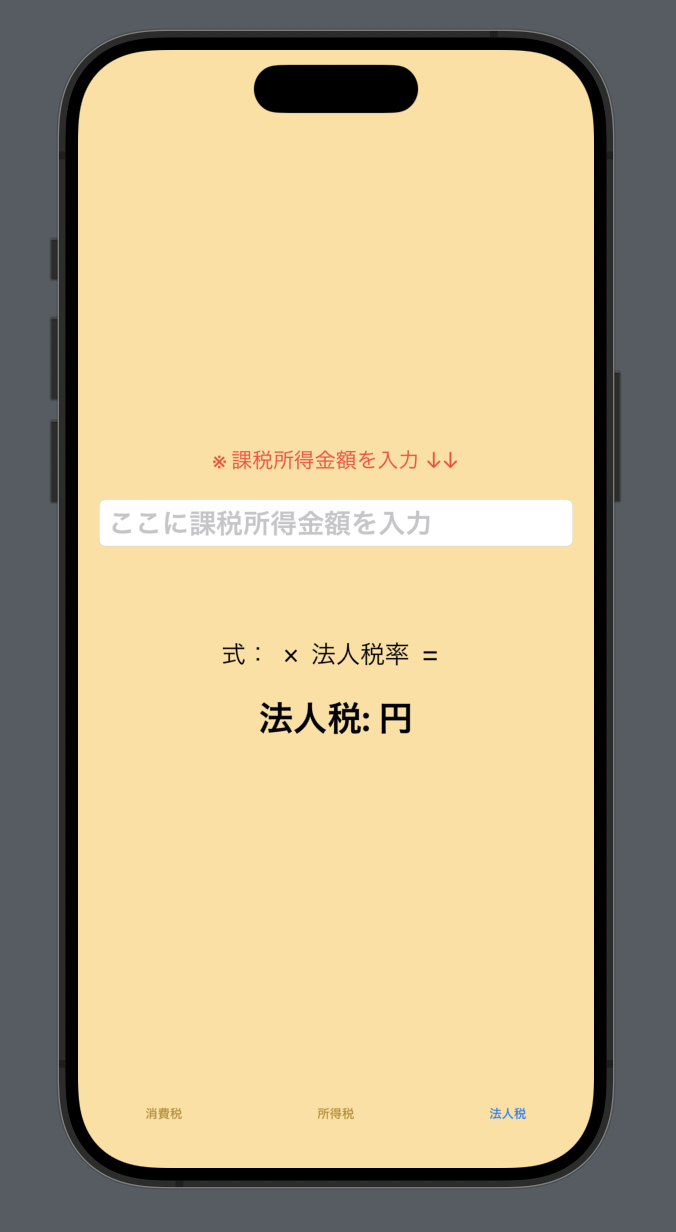 ※ 課税所得金額を入力 ↓↓
ここに課税所得金額を入力
式： × 法人税率 =
法人税: 円
消費税 所得税 法人税